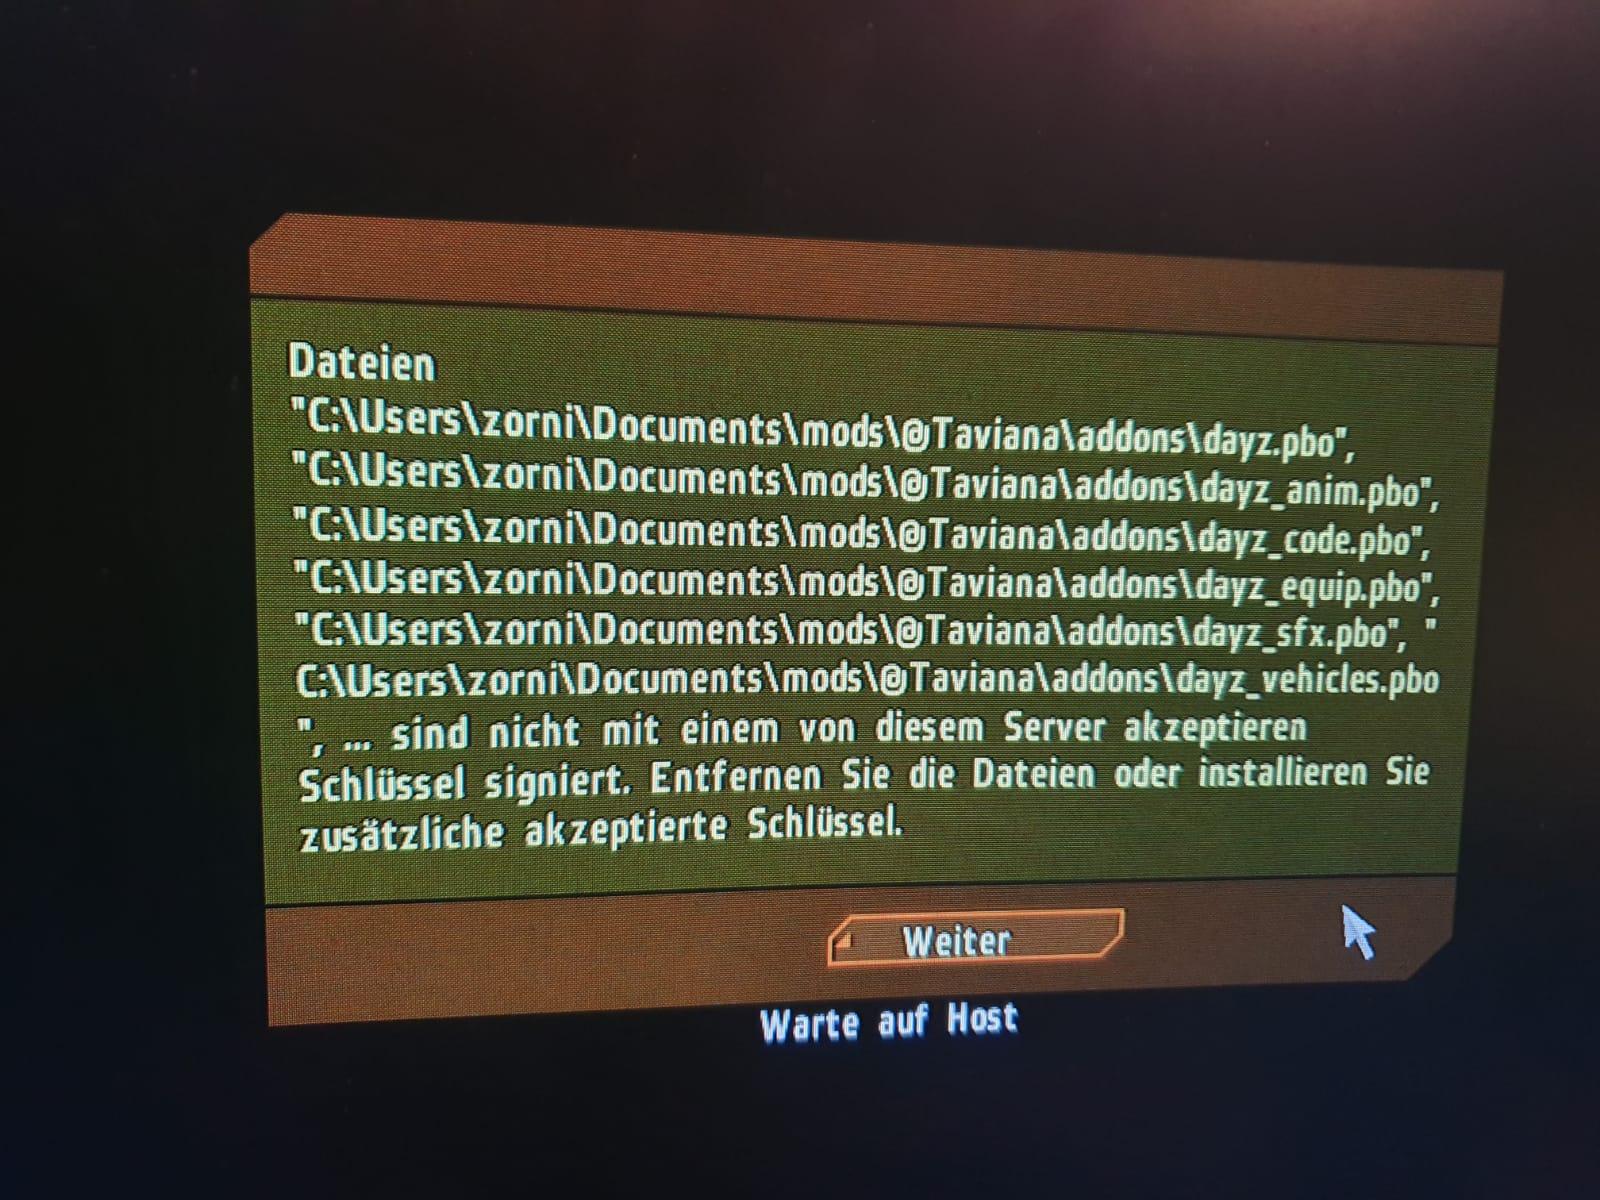 Dateien
"C:\Users\zorni\Documents\mods\@Taviana\addons\dayz.pbo",
"C:\Users\zorni\Documents\mods\@Taviana\addons\dayz_anim.pbo",
"C:\Users\zorni\Documents\mods\@Taviana\addons\dayz_code.pbo",
"C:\Users\zorni\Documents\mods\@Taviana\addons\dayz_equip.pbo",
"C:\Users\zorni\Documents\mods\@Taviana\addons\dayz_sfx.pbo", "
C:\Users\zorni\Documents\mods\@Taviana\addons\dayz_vehicles.pbo
", ... sind nicht mit einem von diesem Server akzeptieren
Schlüssel signiert. Entfernen Sie die Dateien oder installieren Sie
zusätzliche akzeptierte Schlüssel.
Weiter
Warte auf Host